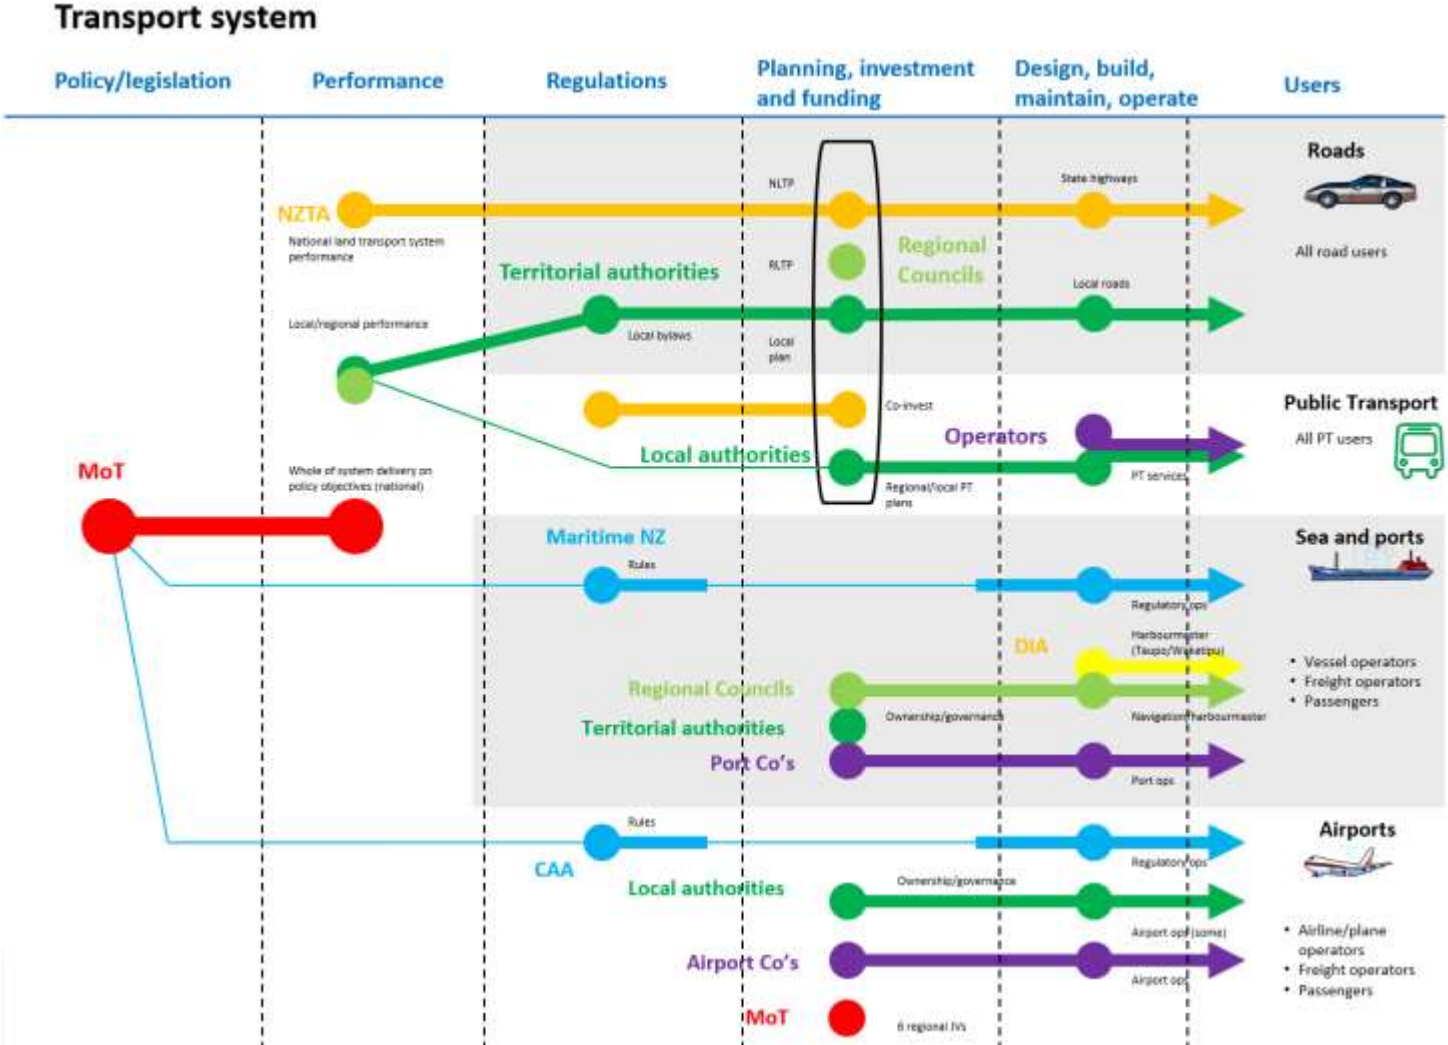 Transport system
Policy/legislation
Performance
Regulations
Planning, investment
and funding
Design, build,
maintain, operate
Users
Roads
NLTP
State highways
NZTA
National land transport system
performance
Regional
Councils
All road users
Territorial authorities
RLTP
Local roads
Local/regional performance
Local bylaws
Local
plan
Public Transport
Co-invest
Operators
All PT users
Local authorities
MoT
Whole of system delivery on
policy objectives (national)
PT services
Regional/local PT
plans
Maritime NZ
Sea and ports
Rules
Regulatory ops
DIA
Harbourmaster
(Taupo/Wakatipu)
• Vessel operators
• Freight operators
• Passengers
Regional Councils
Ownership/governance
Navigation/harbourmaster
Territorial authorities
Port Co's
Port ops
Rules
Airports
CAA
Regulatory ops
Local authorities
Ownership/governance
Airport ops (some)
• Airline/plane
operators
• Freight operators
• Passengers
Airport Co's
Airport ops
MoT
6 regional JVs